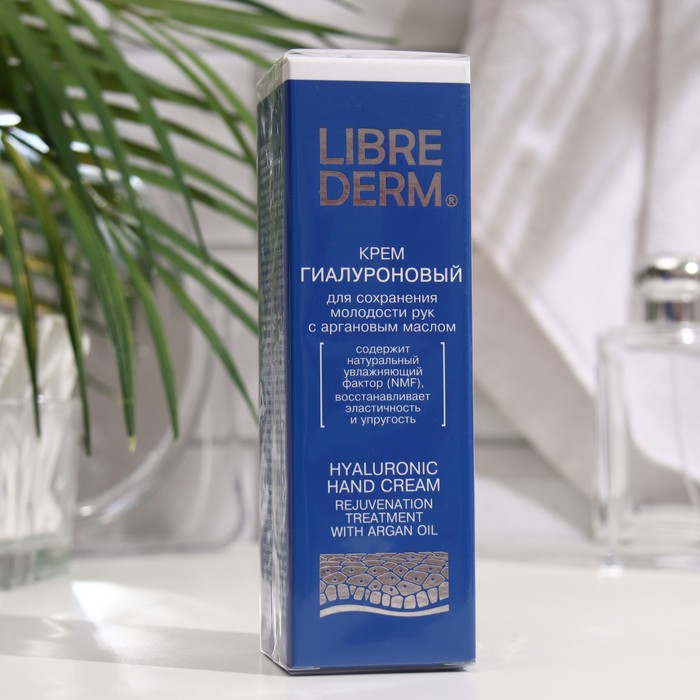 LIBRE
DERM®
КРЕМ
ГИАЛУРОНОВЫЙ
для сохранения
молодости рук
с аргановым маслом
содержит
натуральный
увлажняющий
фактор (NMF),
восстанавливает
эластичность
и упругость
HYALURONIC
HAND CREAM
REJUVENATION
TREATMENT
WITH ARGAN OIL